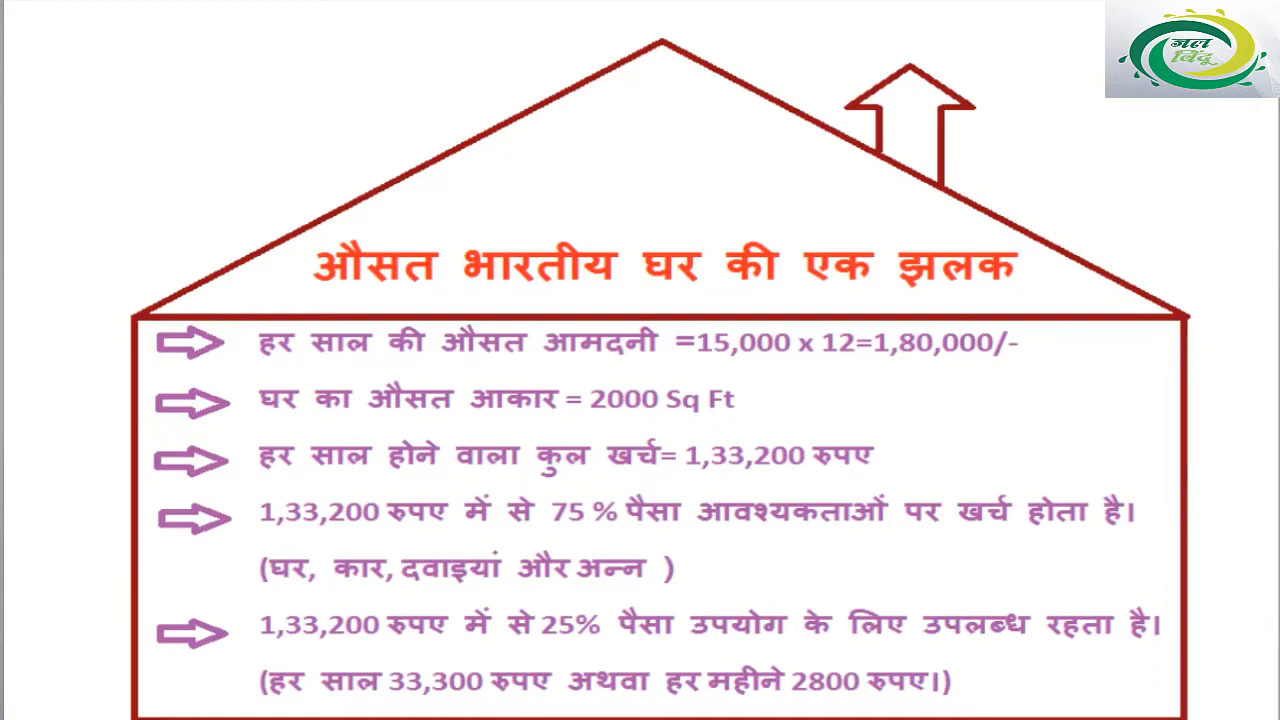 जल
बिंदू
औसत भारतीय घर की एक झलक
हर साल की औसत आमदनी =15,000 x 12=1,80,000/-
घर का औसत आकार = 2000 Sq Ft
हर साल होने वाला कुल खर्च= 1,33,200 रुपए
1,33,200 रुपए में से 75 % पैसा आवश्यकताओं पर खर्च होता है।
(घर, कार, दवाइयां और अन्न )
1,33,200 रुपए में से 25% पैसा उपयोग के लिए उपलब्ध रहता है।
(हर साल 33,300 रुपए अथवा हर महीने 2800 रुपए।)